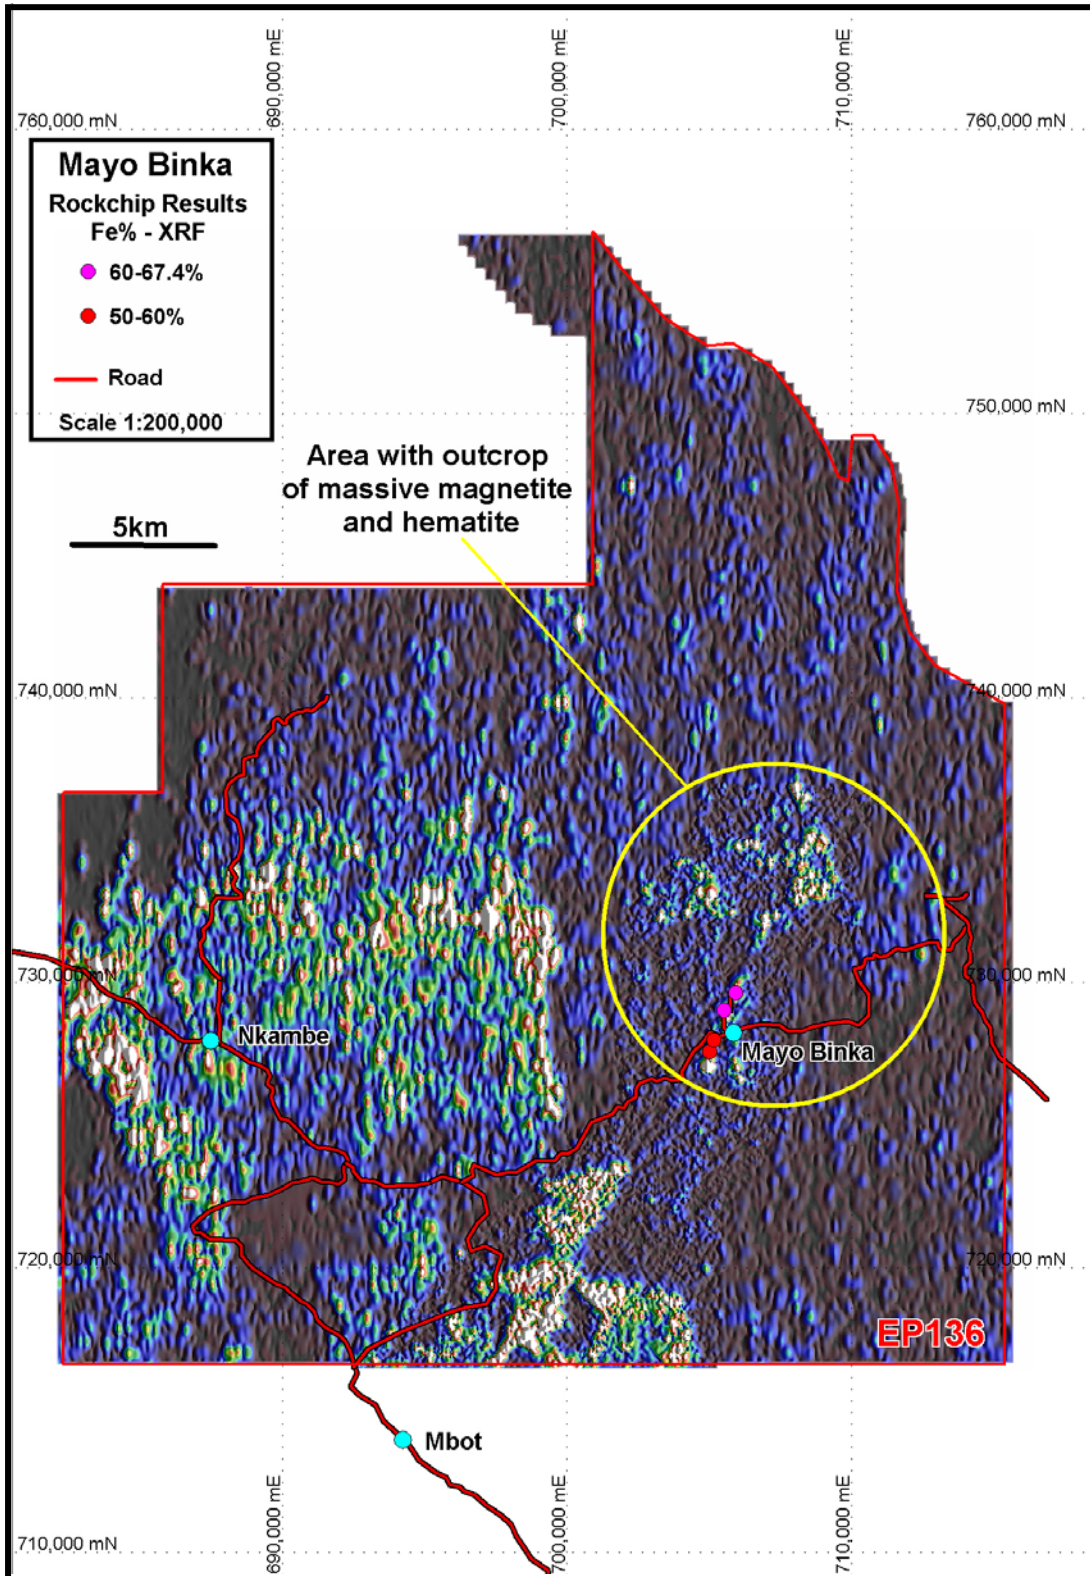 690,000 mE
700,000 mE
710,000 mE
760,000 mN
760,000 mN
Mayo Binka
Rockchip Results
Fe% - XRF
60-67.4%
50-60%
Road
Scale 1:200,000
750,000 mN
Area with outcrop
of massive magnetite
and hematite
5km
740,000 mN
740,000 mN
730,000 mN
730,000 mN
Nkambe
Mayo Binka
720,000 mN
720,000 mN
EP136
Mbot
690,000 mE
700,000 mE
710,000 mE
710,000 mN